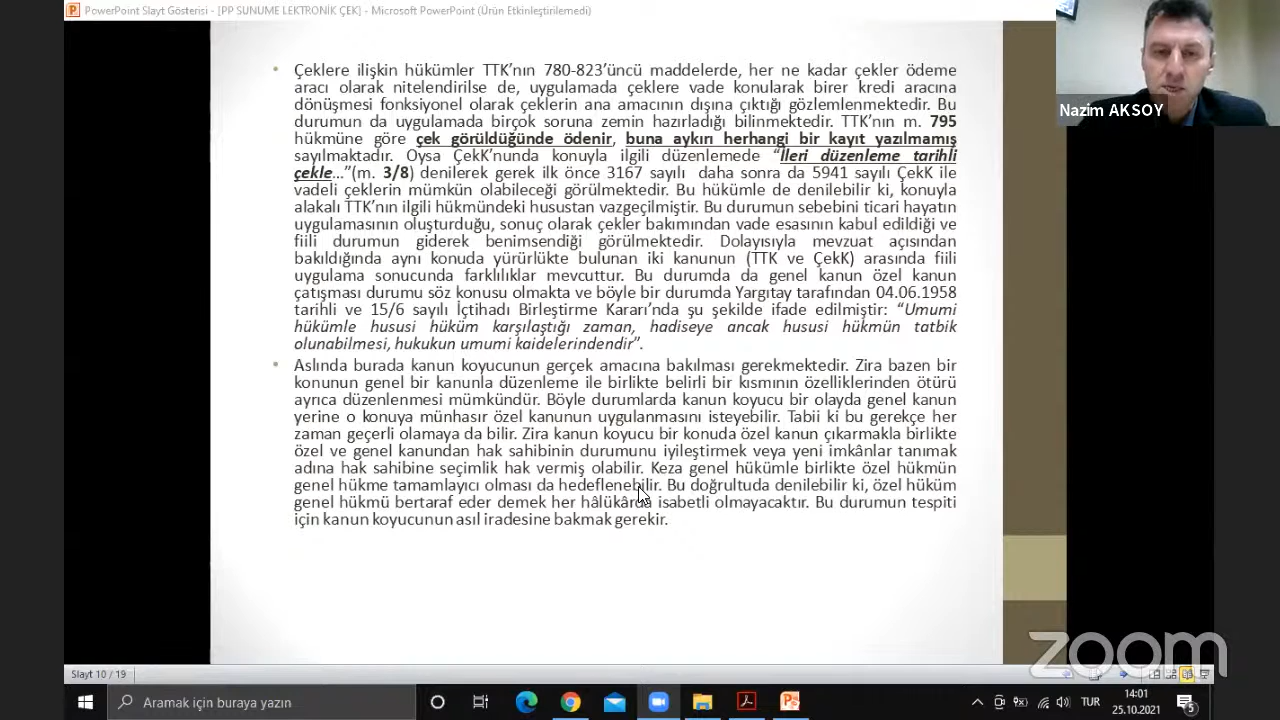 PowerPoint Slayt Gösterisi - [PP SUNUME LEKTRONİK ÇEK] - Microsoft PowerPoint (Ürün Etkinleştirilemedi)
Nazim AKSOY
• Çeklere ilişkin hükümler TTK’nın 780-823’üncü maddelerde, her ne kadar çekler ödeme
aracı olarak nitelendirilse de, uygulamada çeklere vade konularak birer kredi aracına
dönüşmesi fonksiyonel olarak çeklerin ana amacının dışına çıktığı gözlemlenmektedir. Bu
durumun da uygulamada birçok soruna zemin hazırladığı bilinmektedir. TTK’nın m. 795
hükmüne göre çek görüldüğünde ödenir, buna aykırı herhangi bir kayıt yazılmamış
sayılmaktadır. Oysa ÇekK’nunda konuyla ilgili düzenlemede “İleri düzenleme tarihli
çekle…”(m. 3/8) denilerek gerek ilk önce 3167 sayılı daha sonra da 5941 sayılı ÇekK ile
vadeli çeklerin mümkün olabileceği görülmektedir. Bu hükümle de denilebilir ki, konuyla
alakalı TTK’nın ilgili hükmündeki husustan vazgeçilmiştir. Bu durumun sebebini ticari hayatın
uygulamasının oluşturduğu, sonuç olarak çekler bakımından vade esasının kabul edildiği ve
fiili durumun giderek benimsendiği görülmektedir. Dolayısıyla mevzuat açısından
bakıldığında aynı konuda yürürlükte bulunan iki kanunun (TTK ve ÇekK) arasında fiili
uygulama sonucunda farklılıklar mevcuttur. Bu durumda da genel kanun özel kanun
çatışması durumu söz konusu olmakta ve böyle bir durumda Yargıtay tarafından 04.06.1958
tarihli ve 15/6 sayılı İçtihadı Birleştirme Kararı’nda şu şekilde ifade edilmiştir: “Umumi
hükümle hususi hüküm karşılaştığı zaman, hadiseye ancak hususi hükmün tatbik
olunabilmesi, hukukun umumi kaidelerindendir”.
• Aslında burada kanun koyucunun gerçek amacına bakılması gerekmektedir. Zira bazen bir
konunun genel bir kanunla düzenleme ile birlikte belirli bir kısmının özelliklerinden ötürü
ayrıca düzenlenmesi mümkündür. Böyle durumlarda kanun koyucu bir olayda genel kanun
yerine o konuya münhasır özel kanunun uygulanmasını isteyebilir. Tabii ki bu gerekçe her
zaman geçerli olamaya da bilir. Zira kanun koyucu bir konuda özel kanun çıkarmakla birlikte
özel ve genel kanundan hak sahibinin durumunu iyileştirmek veya yeni imkânlar tanımak
adına hak sahibine seçimlik hak vermiş olabilir. Keza genel hükümle birlikte özel hükmün
genel hükme tamamlayıcı olması da hedeflenebilir. Bu doğrultuda denilebilir ki, özel hüküm
genel hükmü bertaraf eder demek her hâlükârda isabetli olmayacaktır. Bu durumun tespiti
için kanun koyucunun asıl iradesine bakmak gerekir.
zoom
Slayt 10 / 19
Aramak için buraya yazın
TUR
14:01
25.10.2021
5